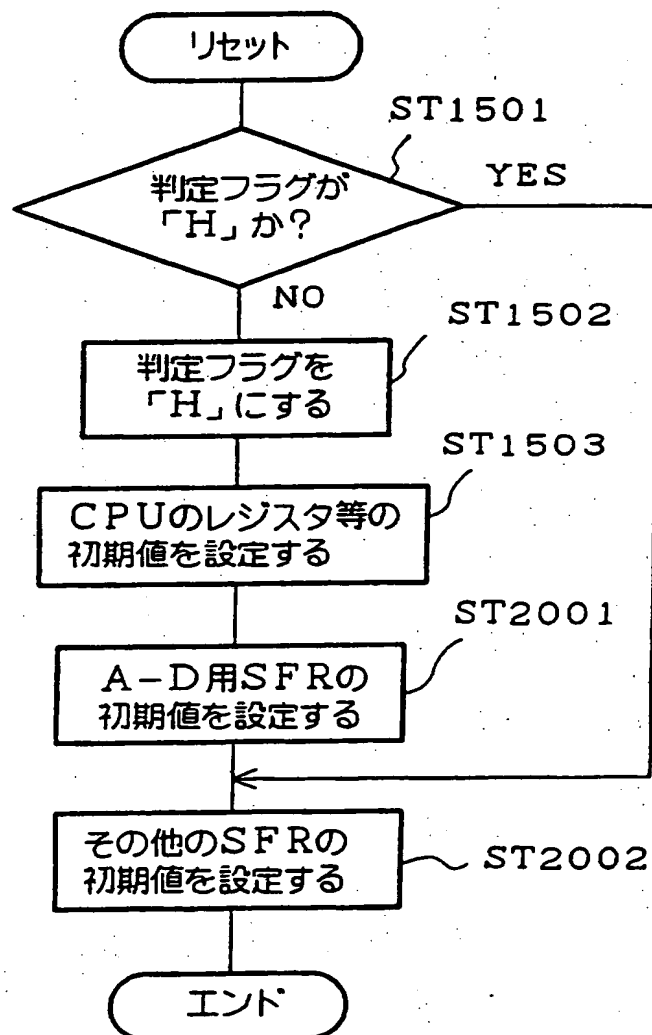 リセット
ST1501
判定フラグが
「H」か?
YES
NO
ST1502
判定フラグを
「H」にする
ST1503
CPUのレジスタ等の
初期値を設定する
ST2001
A-D用SFRの
初期値を設定する
その他のSFRの
初期値を設定する
ST2002
エンド